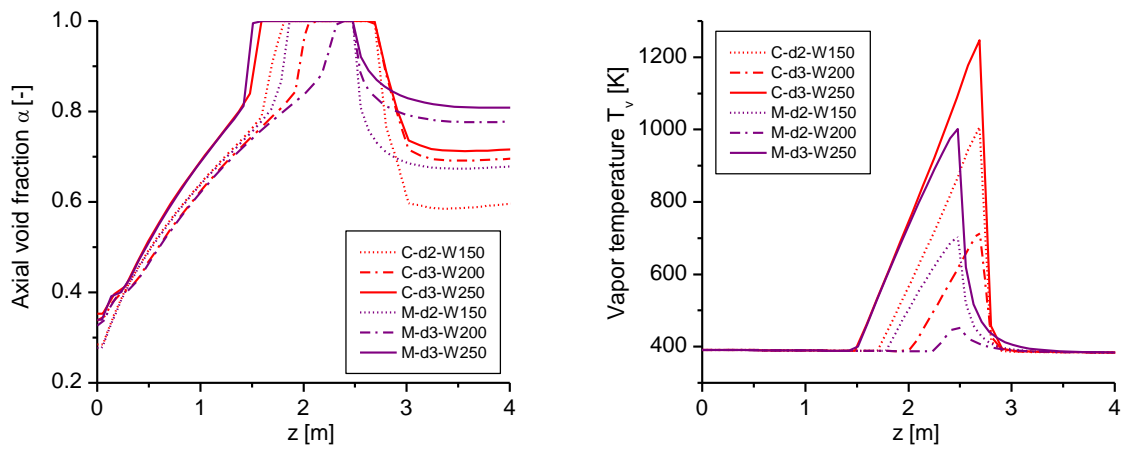 Axial void fraction α [-]
1.0
0.8
0.6
0.4
0.2
C-d2-W150
C-d3-W200
C-d3-W250
M-d2-W150
M-d3-W200
M-d3-W250
0 1 2 3 4
z [m]
Vapor temperature Tv [K]
1200
1000
800
600
400
C-d2-W150
C-d3-W200
C-d3-W250
M-d2-W150
M-d2-W200
M-d3-W250
0 1 2 3 4
z [m]